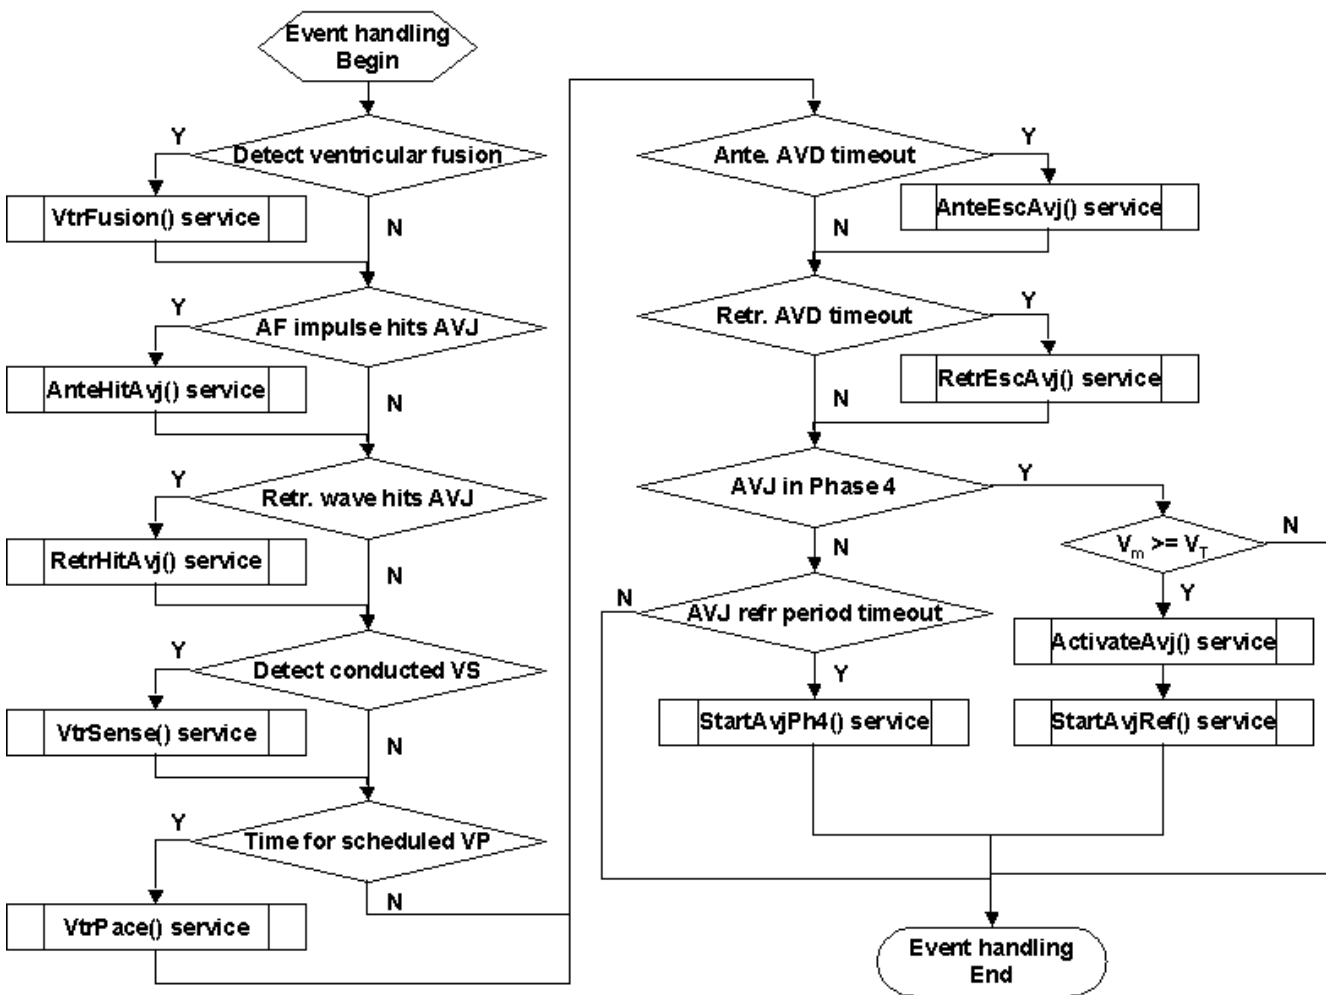 Event handling
Begin
Y
Detect ventricular fusion
VtrFusion() service
N
Y
AF impulse hits AVJ
AnteHitAvj() service
N
Y
Retr. wave hits AVJ
RetrHitAvj() service
N
Y
Detect conducted VS
VtrSense() service
N
Y
Time for scheduled VP
N
VtrPace() service
Ante. AVD timeout
Y
AnteEscAvj() service
N
Retr. AVD timeout
Y
RetrEscAvj() service
N
AVJ in Phase 4
Y
N
Vm >= VT
N
Y
N
AVJ refr period timeout
Y
ActivateAvj() service
StartAvjPh4() service
StartAvjRef() service
Event handling
End